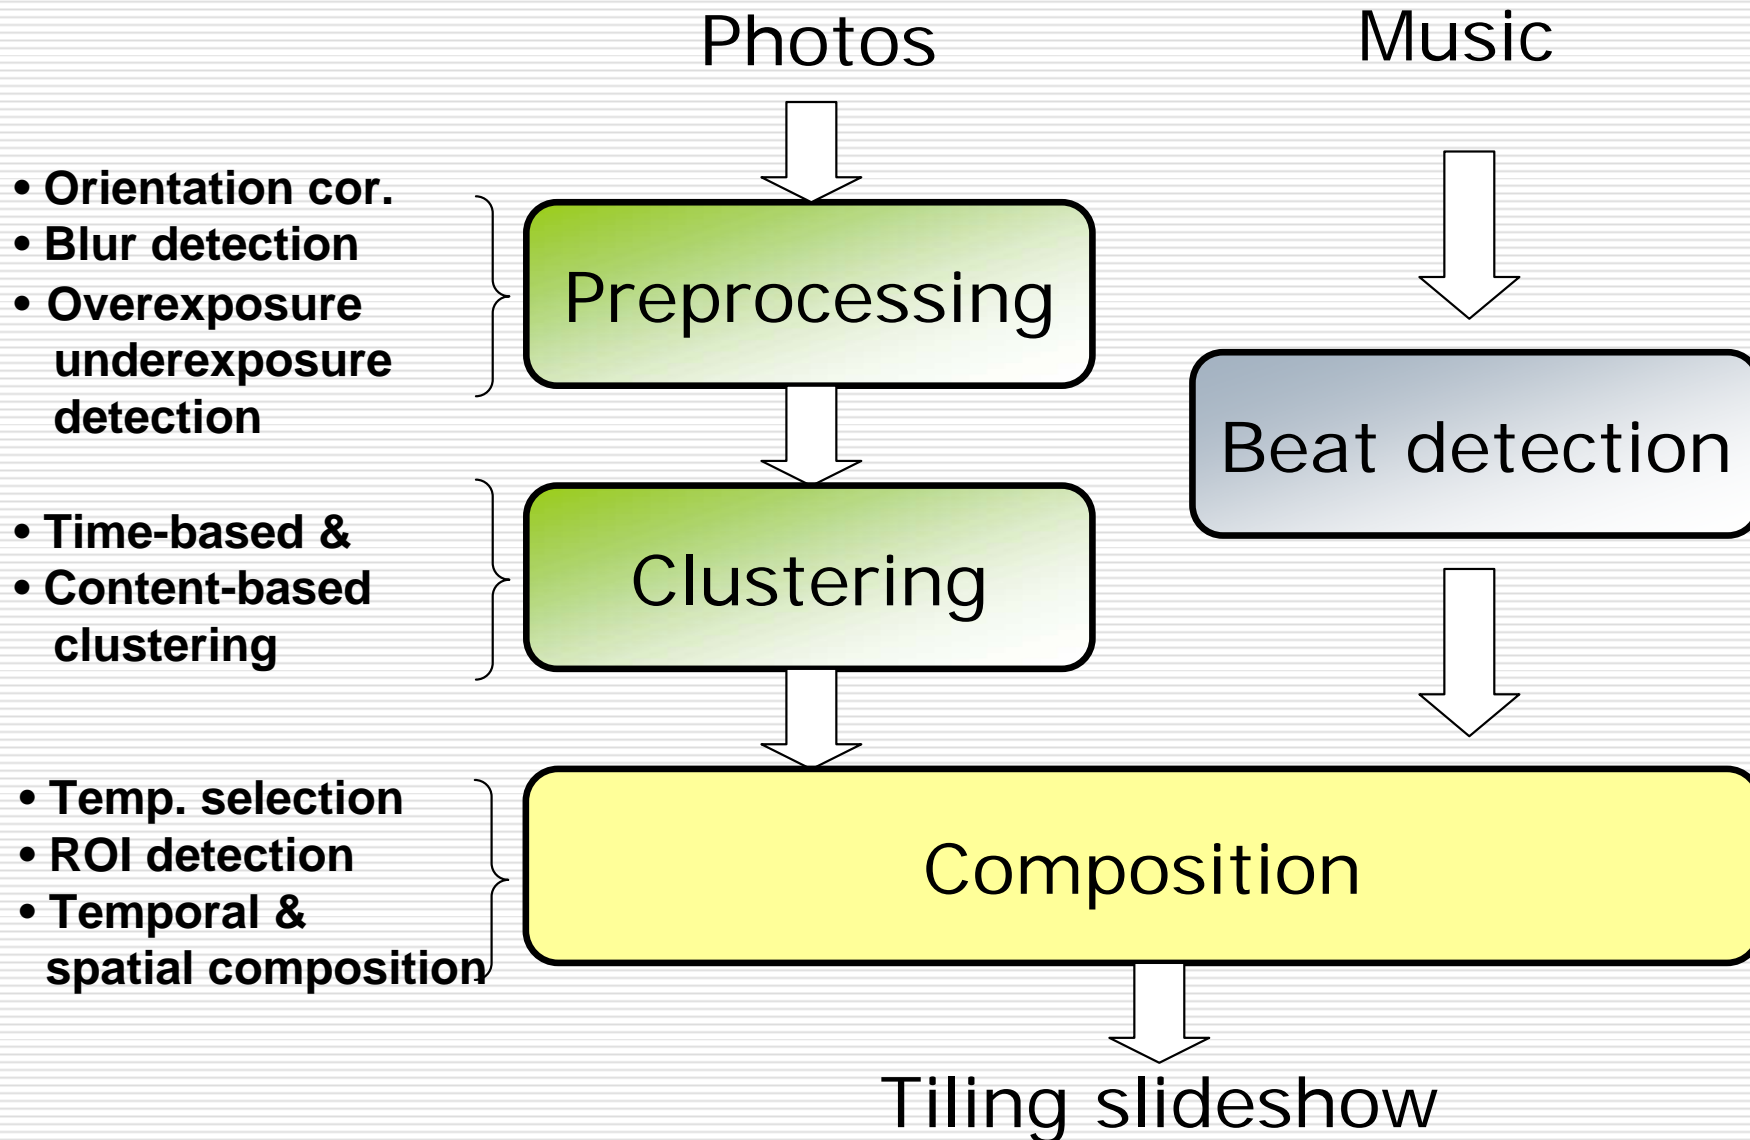 Photos
Music
• Orientation cor.
• Blur detection
• Overexposure
underexposure
detection
Preprocessing
Beat detection
• Time-based &
• Content-based
clustering
Clustering
• Temp. selection
• ROI detection
• Temporal &
spatial composition
Composition
Tiling slideshow